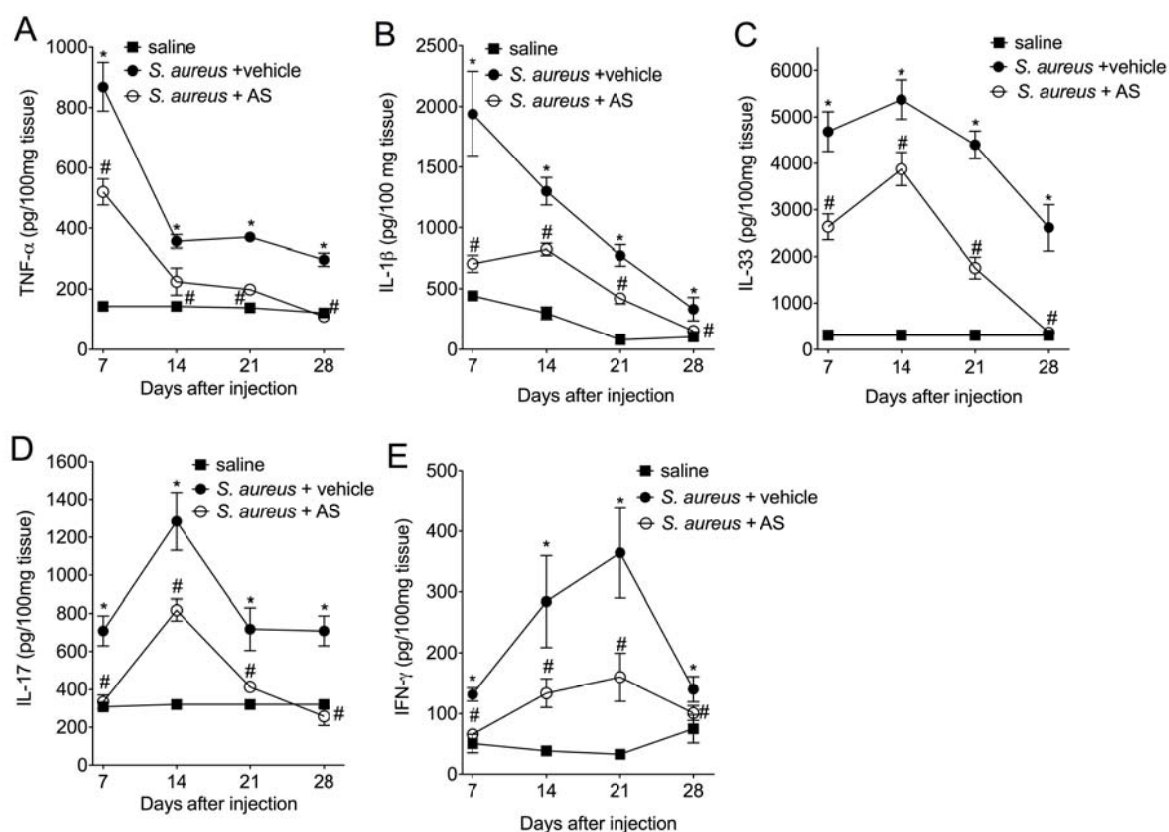 A
saline
S. aureus +vehicle
S. aureus + AS
TNF-α (pg/100mg tissue)
1000
800
600
400
200
0
* # * # * # * #
7 14 21 28
Days after injection
B
saline
S. aureus +vehicle
S. aureus + AS
IL-1β (pg/100 mg tissue)
2500
2000
1500
1000
500
0
* # * # * # * #
7 14 21 28
Days after injection
C
saline
S. aureus +vehicle
S. aureus + AS
IL-33 (pg/100mg tissue)
6000
5000
4000
3000
2000
1000
0
* # * # * # * #
7 14 21 28
Days after injection
D
saline
S. aureus + vehicle
S. aureus + AS
IL-17 (pg/100mg tissue)
1600
1400
1200
1000
800
600
400
200
0
* # * # * # * #
7 14 21 28
Days after injection
E
saline
S. aureus + vehicle
S. aureus + AS
IFN-γ (pg/100mg tissue)
500
400
300
200
100
0
* # * # * # * #
7 14 21 28
Days after injection